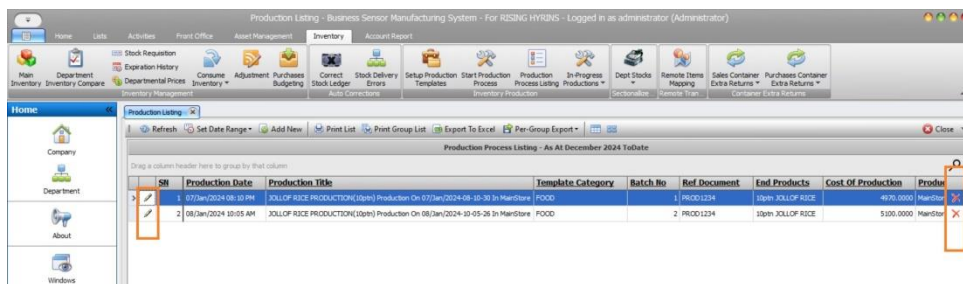 Production Listing - Business Sensor Manufacturing System - For RISING HYRINS - Logged in as administrator (Administrator)
Home Lists Activities Front Office Asset Management Inventory Account Report
Main Inventory
Department Inventory Compare
Stock Requisition
Expiration History
Departmental Prices
Consume Inventory
Adjustment
Purchases Budgeting
Correct Stock Ledger
Stock Delivery Errors
Setup Production Templates
Start Production Process
Production Process Listing
In-Progress Productions
Dept Stocks
Remote Items Mapping
Sales Container Extra Returns
Purchases Container Extra Returns
Inventory Management Auto Corrections Inventory Production Sectionalize... Remote Tran... Container Extra Returns
Home «
Production Listing
Refresh Set Date Range Add New Print List Print Group List Export To Excel Per-Group Export Close
Production Process Listing - As At December 2024 ToDate
Drag a column header here to group by that column
SN Production Date Production Title Template Category Batch No Ref Document End Products Cost Of Production Produ
1 07/Jan/2024 08:10 PM JOLLOF RICE PRODUCTION(10ptn) Production On 07/Jan/2024-08-10-30 In MainStore FOOD 1 PROD1234 10ptn JOLLOF RICE 4970.0000 MainStor
2 08/Jan/2024 10:05 AM JOLLOF RICE PRODUCTION(10ptn) Production On 08/Jan/2024-10-05-26 In MainStore FOOD 2 PROD1234 10ptn JOLLOF RICE 5100.0000 MainStor
Company
Department
About
Windows